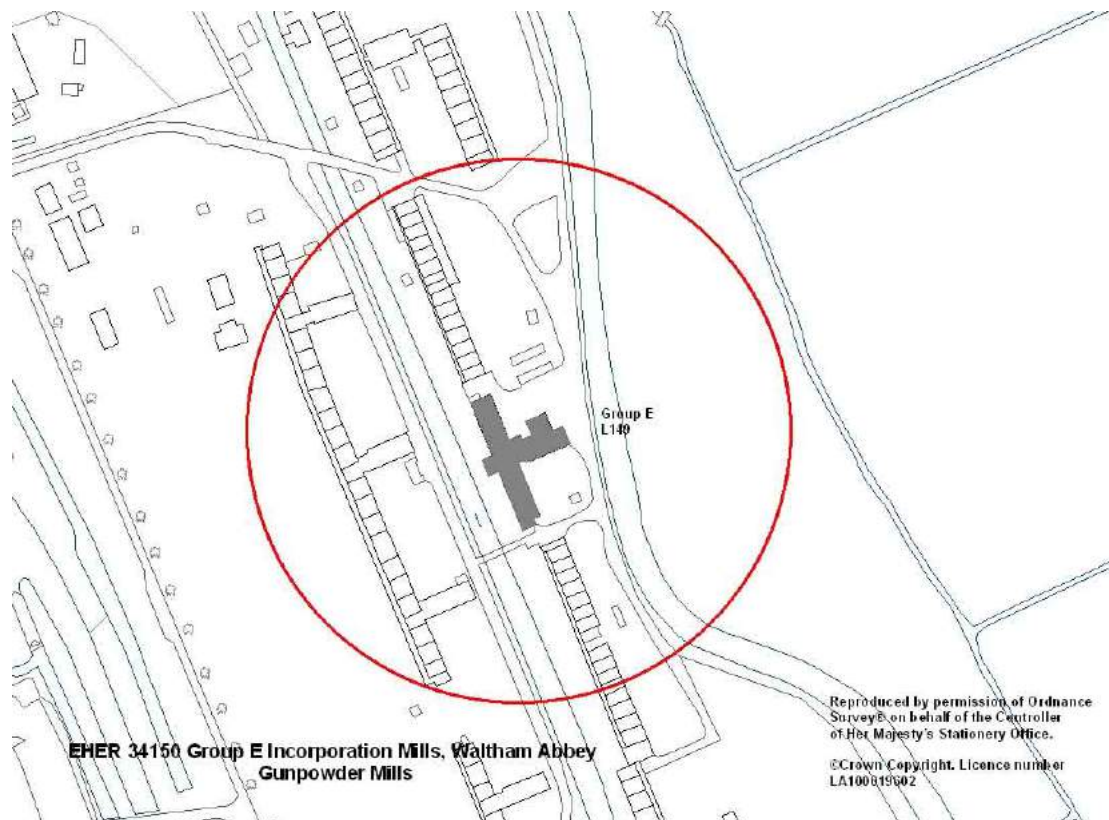 Group E
L149
EHER 34150 Group E Incorporation Mills, Waltham Abbey
Gunpowder Mills
Reproduced by permission of Ordnance
Survey® on behalf of the Controller
of Her Majesty's Stationery Office.
©Crown Copyright. Licence number
LA100019602